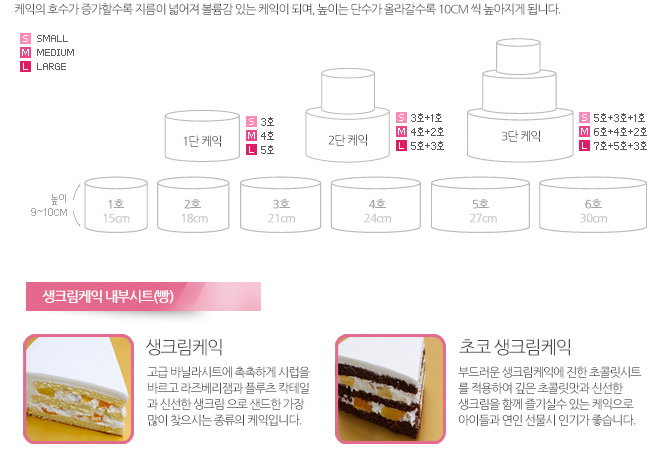 케익의 호수가 증가할수록 지름이 넓어져 볼륨감 있는 케익이 되며, 높이는 단수가 올라갈수록 10CM 씩 높아지게 됩니다.
S SMALL
M MEDIUM
L LARGE
1단 케익
S 3호
M 4호
L 5호
2단 케익
S 3호+1호
M 4호+2호
L 5호+3호
3단 케익
S 5호+3호+1호
M 6호+4호+2호
L 7호+5호+3호
높이
9~10CM
1호
15cm
2호
18cm
3호
21cm
4호
24cm
5호
27cm
6호
30cm
생크림케익 내부시트(빵)
생크림케익
고급 바닐라시트에 촉촉하게 시럽을
바르고 라즈베리잼과 플루츠 칵테일
과 신선한 생크림 으로 샌드한 가장
많이 찾으시는 종류의 케익입니다.
초코 생크림케익
부드러운 생크림케익에 진한 초콜릿시트
를 적용하여 깊은 초콜릿맛과 신선한
생크림을 함께 즐기실수 있는 케익으로
아이들과 연인 선물시 인기가 좋습니다.